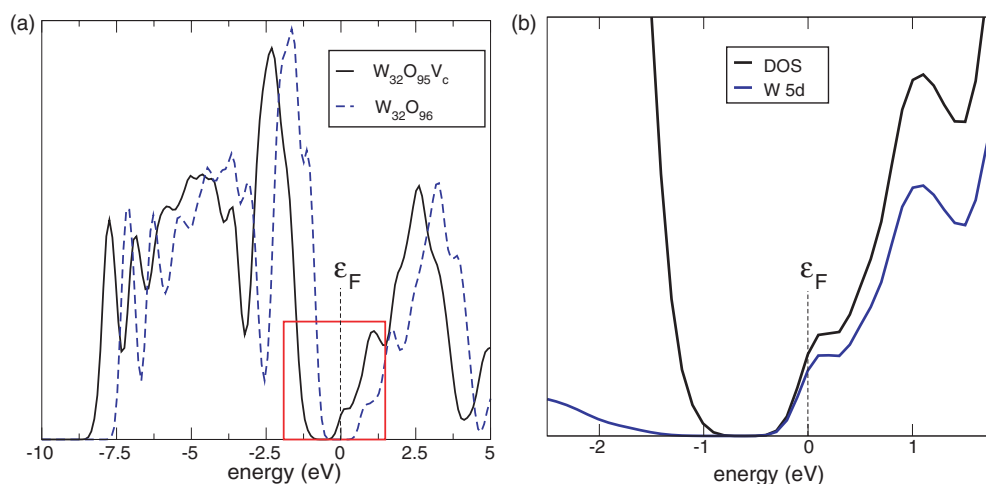 (a)
W32O95Vc
W32O96
εF
-10 -7.5 -5 -2.5 0 2.5 5
energy (eV)
(b)
DOS
W 5d
εF
-2 -1 0 1
energy (eV)